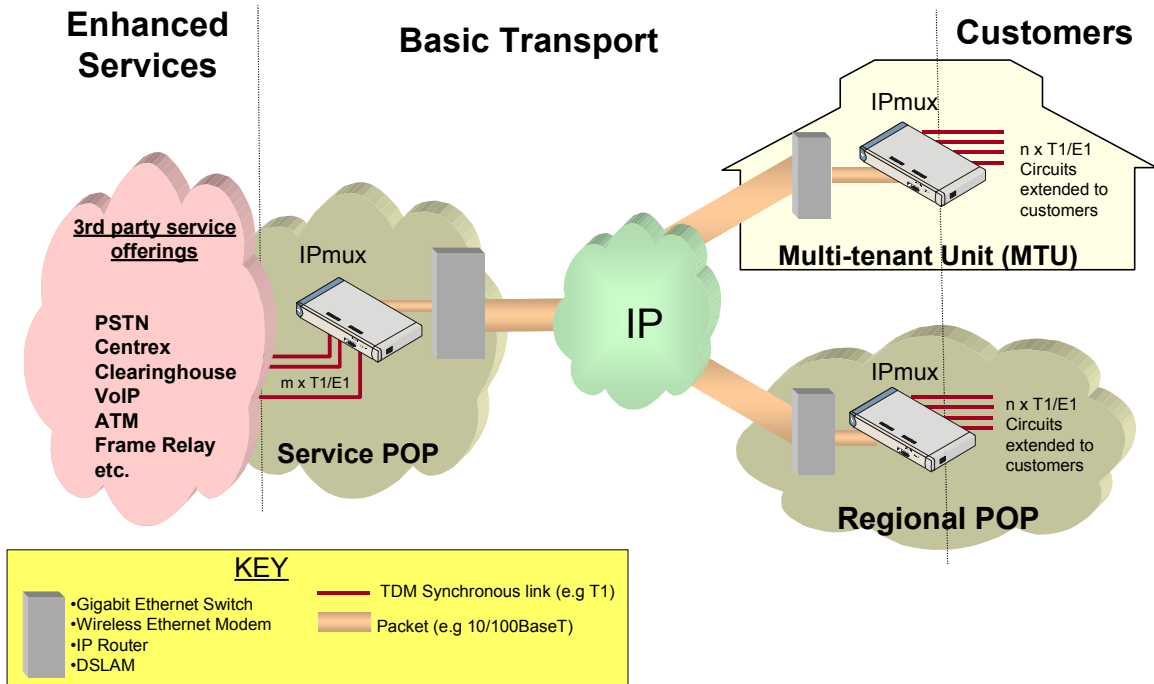 Enhanced
Services
Basic Transport
Customers
3rd party service
offerings
PSTN
Centrex
Clearinghouse
VoIP
ATM
Frame Relay
etc.
IPmux
m x T1/E1
Service POP
IP
IPmux
n x T1/E1
Circuits
extended to
customers
Multi-tenant Unit (MTU)
IPmux
n x T1/E1
Circuits
extended to
customers
Regional POP
KEY
•Gigabit Ethernet Switch
•Wireless Ethernet Modem
•IP Router
•DSLAM
TDM Synchronous link (e.g T1)
Packet (e.g 10/100BaseT)